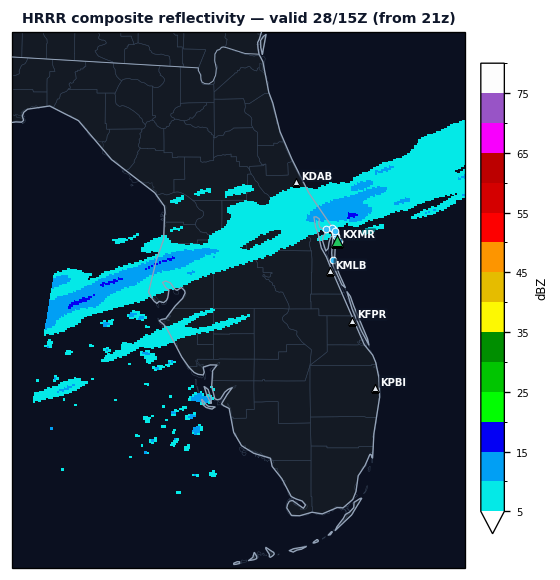 HRRR composite reflectivity — valid 28/15Z (from 21z)
KDAB
KXMR
KMLB
KFPR
KPBI
75
65
55
45
35
25
15
5
dBZ